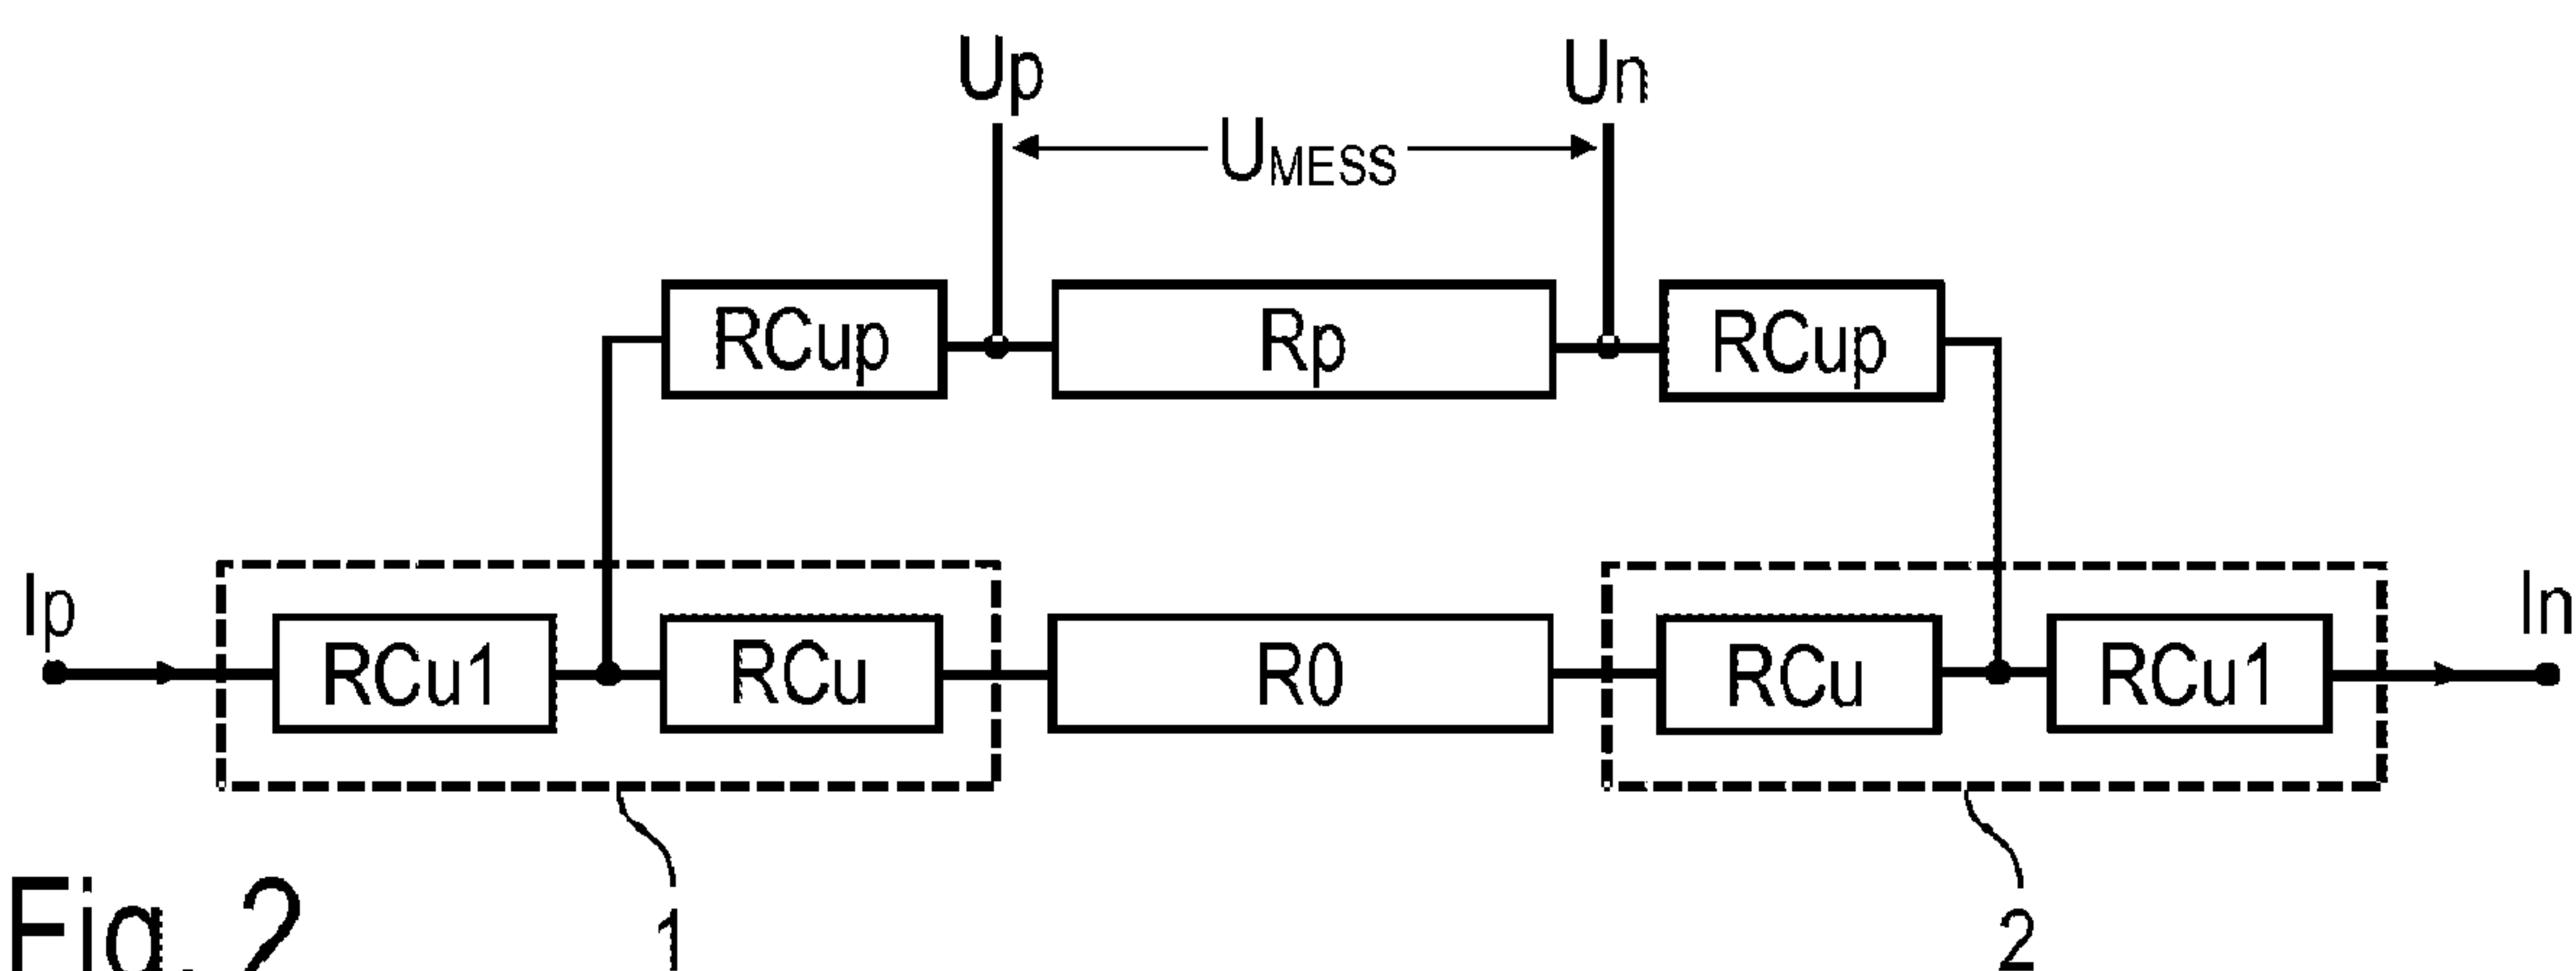 Up Un
UMESS
RCup Rp RCup
Ip In
RCu1 RCu R0 RCu RCu1
1 2
Fig. 2